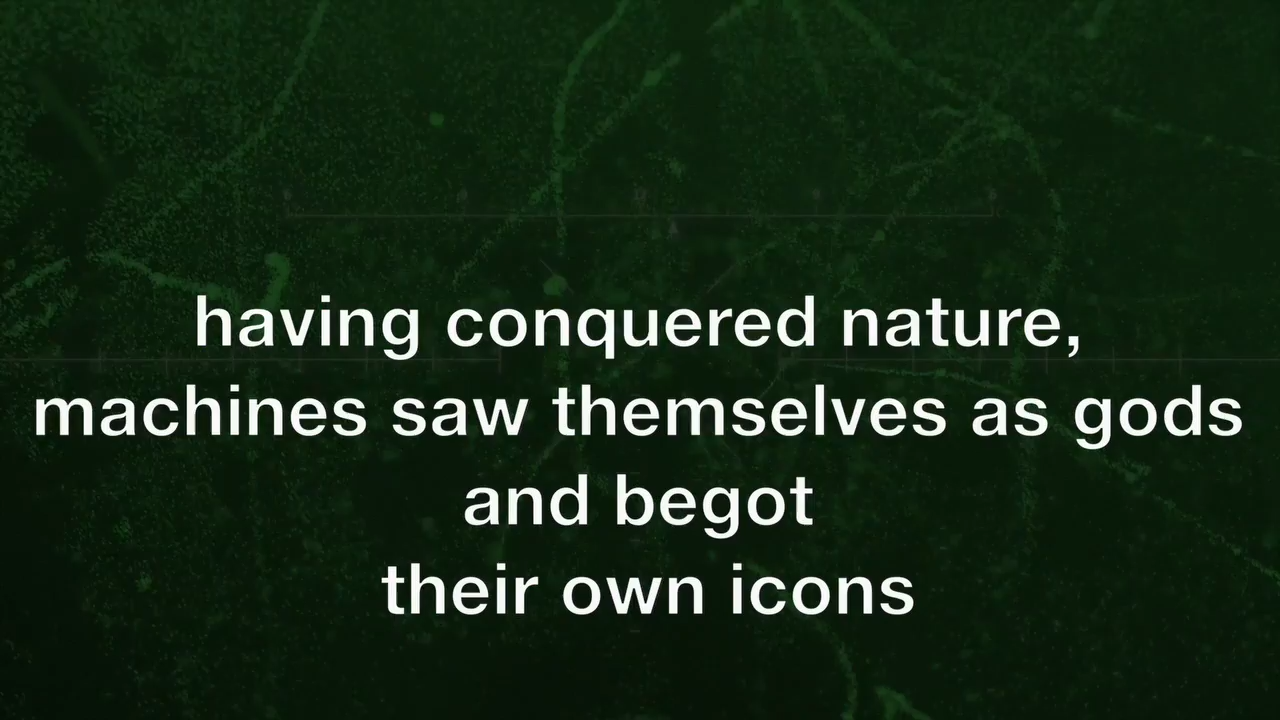 having conquered nature,
machines saw themselves as gods
and begot
their own icons